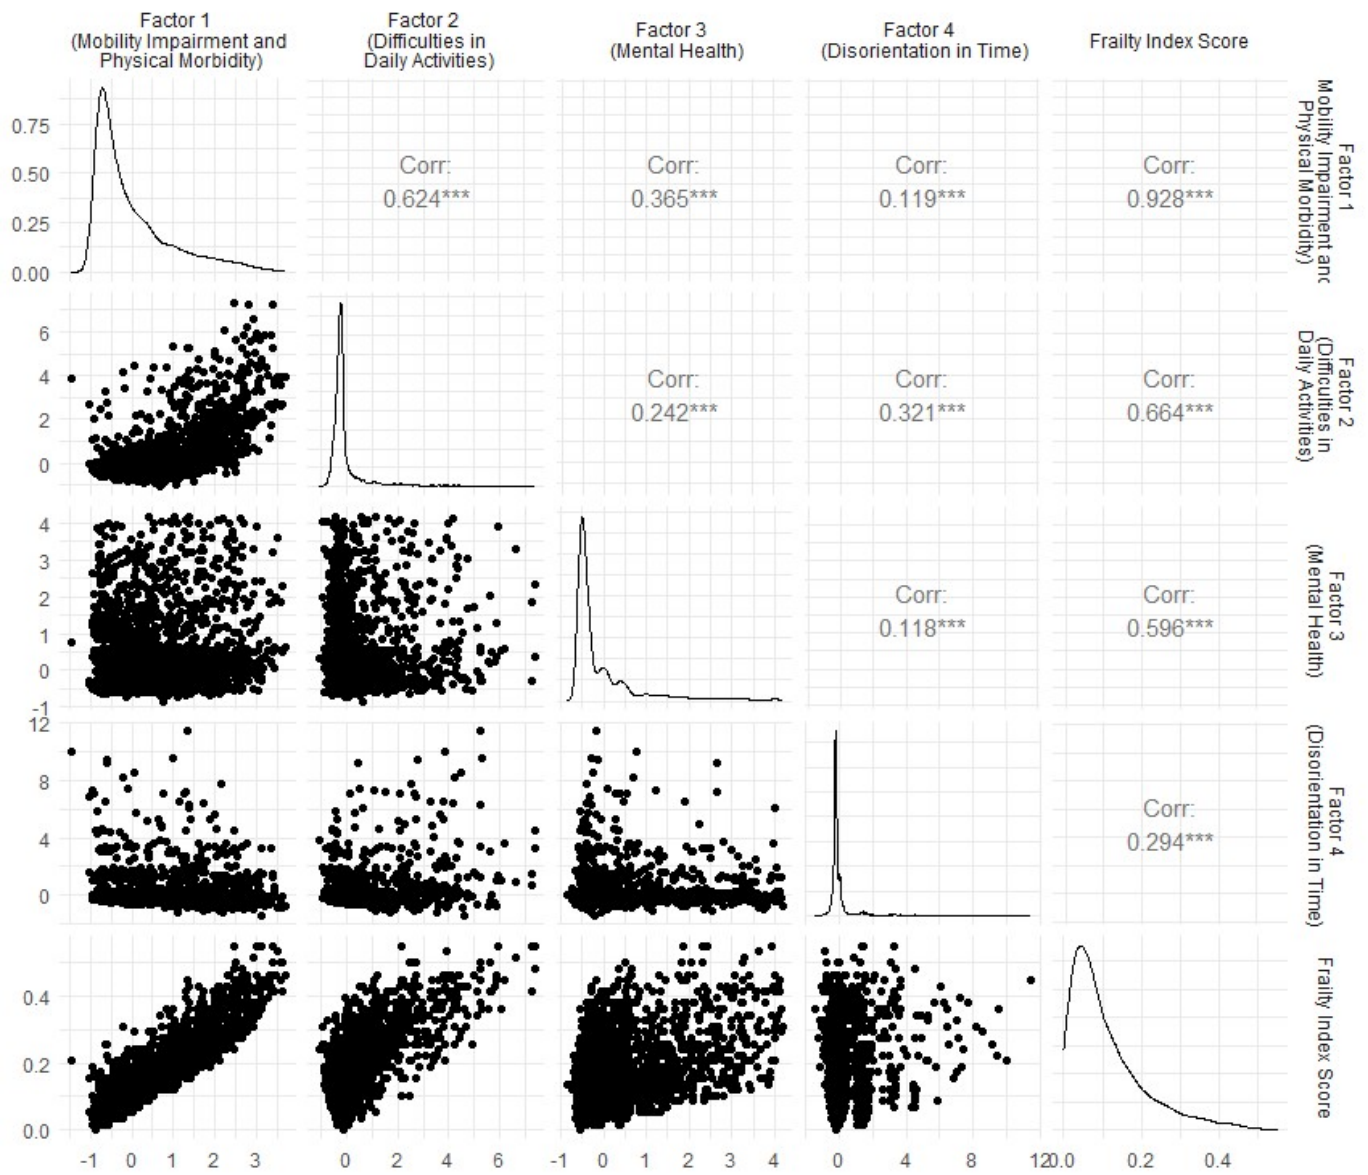 Factor 1
(Mobility Impairment and
Physical Morbidity)
Factor 2
(Difficulties in
Daily Activities)
Factor 3
(Mental Health)
Factor 4
(Disorientation in Time)
Frailty Index Score
0.75
0.50
0.25
0.00
Corr:
0.624***
Corr:
0.365***
Corr:
0.119***
Corr:
0.928***
Factor 1
Mobility Impairment and
Physical Morbidity)
6
4
2
0
Corr:
0.242***
Corr:
0.321***
Corr:
0.664***
Factor 2
(Difficulties in
Daily Activities)
4
3
2
1
0
-1
Corr:
0.118***
Corr:
0.596***
Factor 3
(Mental Health)
12
8
4
0
Corr:
0.294***
Factor 4
(Disorientation in Time)
0.4
0.2
0.0
Frailty Index Score
-1 0 1 2 3
0 2 4 6
-1 0 1 2 3 4
0 4 8 12
0.0 0.2 0.4